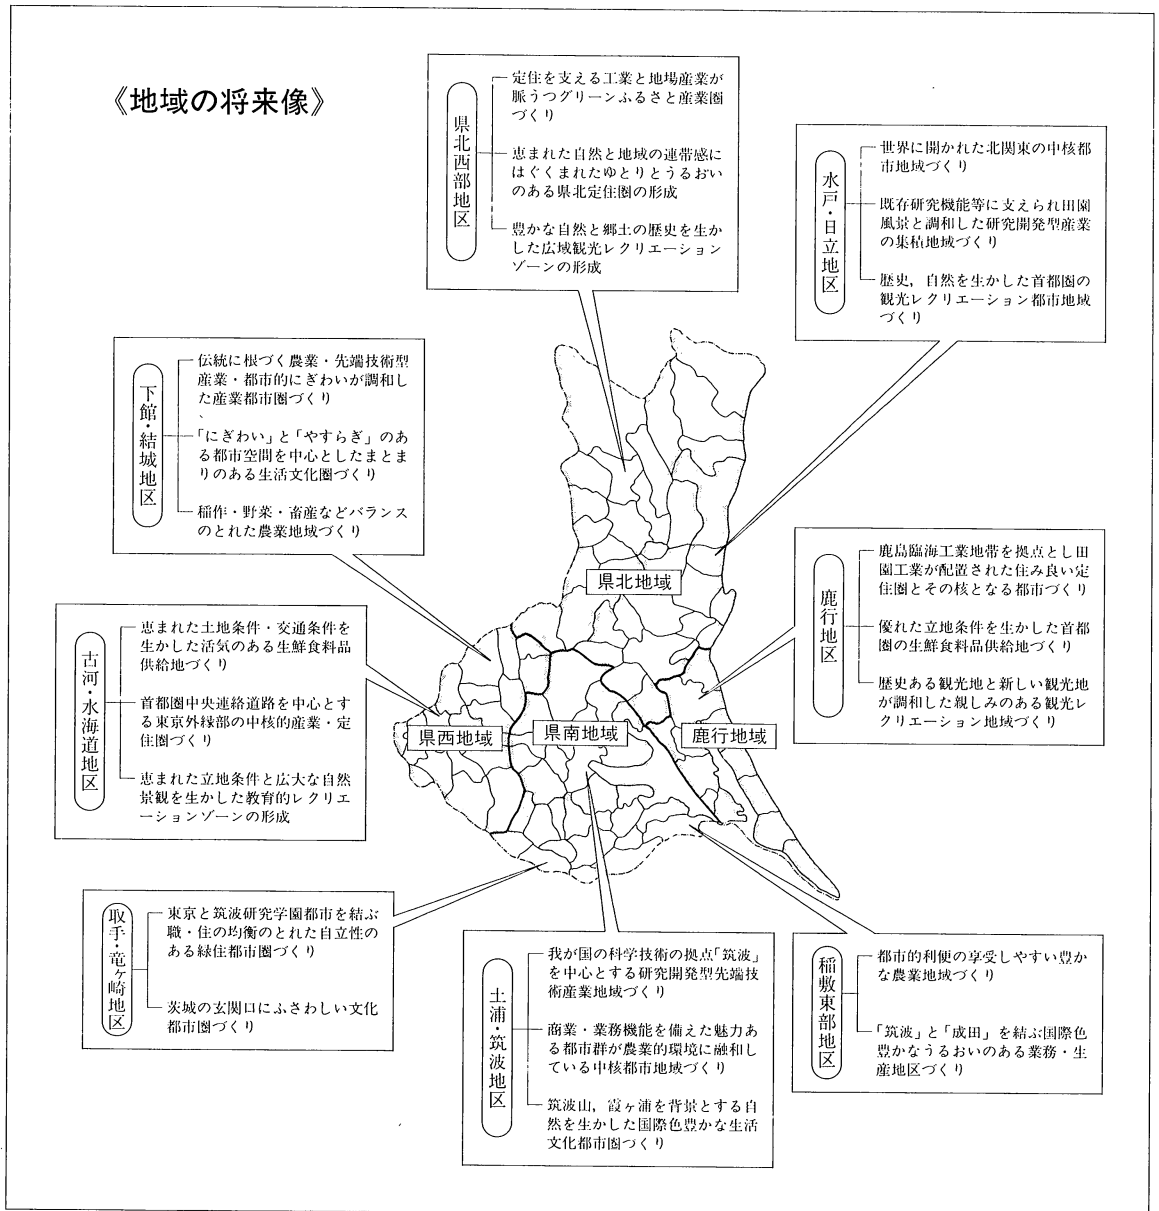 《地域の将来像》
県北西部地区
定住を支える工業と地場産業が
脈うつグリーンふるさと産業圏
づくり
恵まれた自然と地域の連帯感に
はぐくまれたゆとりとうるおい
のある県北定住圏の形成
豊かな自然と郷土の歴史を生か
した広域観光レクリエーション
ゾーンの形成
水戸・日立地区
世界に開かれた北関東の中核都
市地域づくり
既存研究機能等に支えられ田園
風景と調和した研究開発型産業
の集積地域づくり
歴史，自然を生かした首都圏の
観光レクリエーション都市地域
づくり
下館・結城地区
伝統に根づく農業・先端技術型
産業・都市的にぎわいが調和し
た産業都市圏づくり
「にぎわい」と「やすらぎ」のあ
る都市空間を中心としたまとま
りのある生活文化圏づくり
稲作・野菜・畜産などバランス
のとれた農業地域づくり
鹿行地区
鹿島臨海工業地帯を拠点とし田
園工業が配置された住み良い定
住圏とその核となる都市づくり
優れた立地条件を生かした首都
圏の生鮮食料品供給地づくり
歴史ある観光地と新しい観光地
が調和した親しみのある観光レ
クリエーション地域づくり
古河・水海道地区
恵まれた土地条件・交通条件を
生かした活気のある生鮮食料品
供給地づくり
首都圏中央連絡道路を中心とす
る東京外縁部の中核的産業・定
住圏づくり
恵まれた立地条件と広大な自然
景観を生かした教育的レクリエ
ーションゾーンの形成
県北地域
県西地域
県南地域
鹿行地域
取手・竜ヶ崎地区
東京と筑波研究学園都市を結ぶ
職・住の均衡のとれた自立性の
ある緑住都市圏づくり
茨城の玄関口にふさわしい文化
都市圏づくり
土浦・筑波地区
我が国の科学技術の拠点「筑波」
を中心とする研究開発型先端技
術産業地域づくり
商業・業務機能を備えた魅力あ
る都市群が農業的環境に融和し
ている中核都市地域づくり
筑波山，霞ヶ浦を背景とする自
然を生かした国際色豊かな生活
文化都市圏づくり
稲敷東部地区
都市的利便の享受しやすい豊か
な農業地域づくり
「筑波」と「成田」を結ぶ国際色
豊かなうるおいのある業務・生
産地区づくり